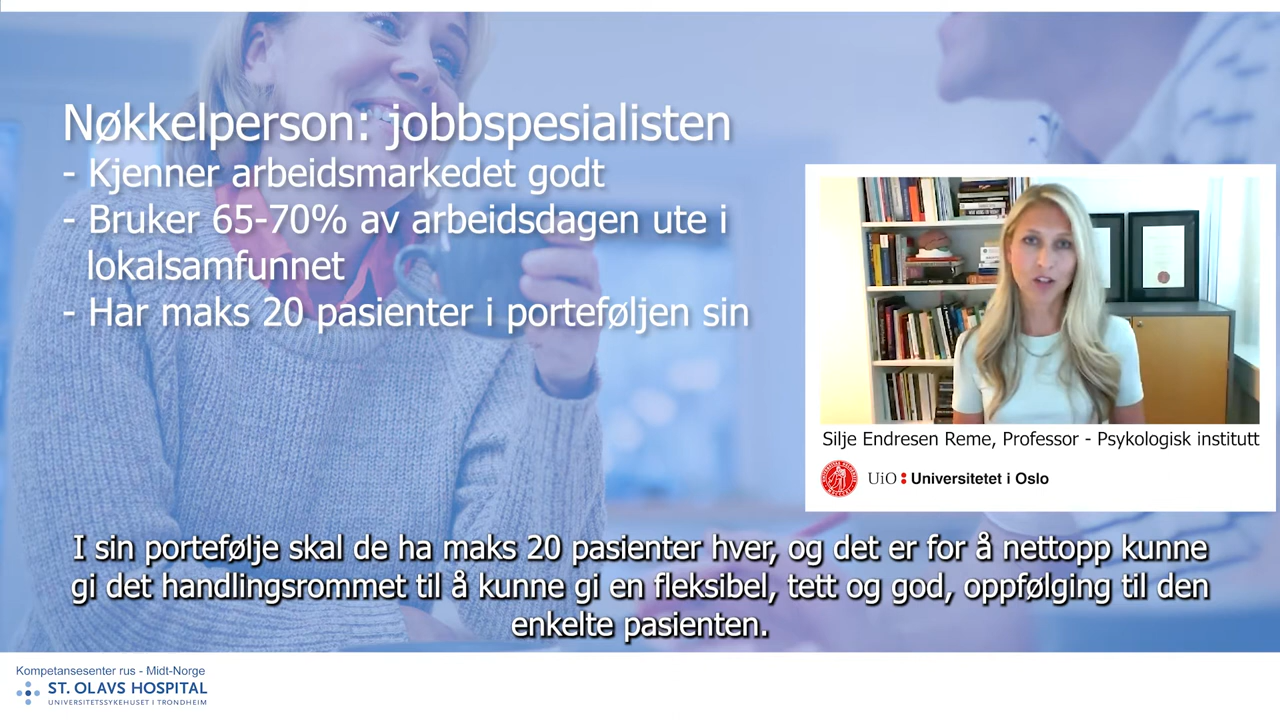 Nøkkelperson: jobbspesialisten
- Kjenner arbeidsmarkedet godt
- Bruker 65-70% av arbeidsdagen ute i
lokalsamfunnet
- Har maks 20 pasienter i porteføljen sin
Silje Endresen Reme, Professor - Psykologisk institutt
UiO : Universitetet i Oslo
I sin portefølje skal de ha maks 20 pasienter hver, og det er for å nettopp kunne
gi det handlingsrommet til å kunne gi en fleksibel, tett og god, oppfølging til den
enkelte pasienten.
Kompetansesenter rus - Midt-Norge
ST. OLAVS HOSPITAL
UNIVERSITETSSYKEHUSET I TRONDHEIM